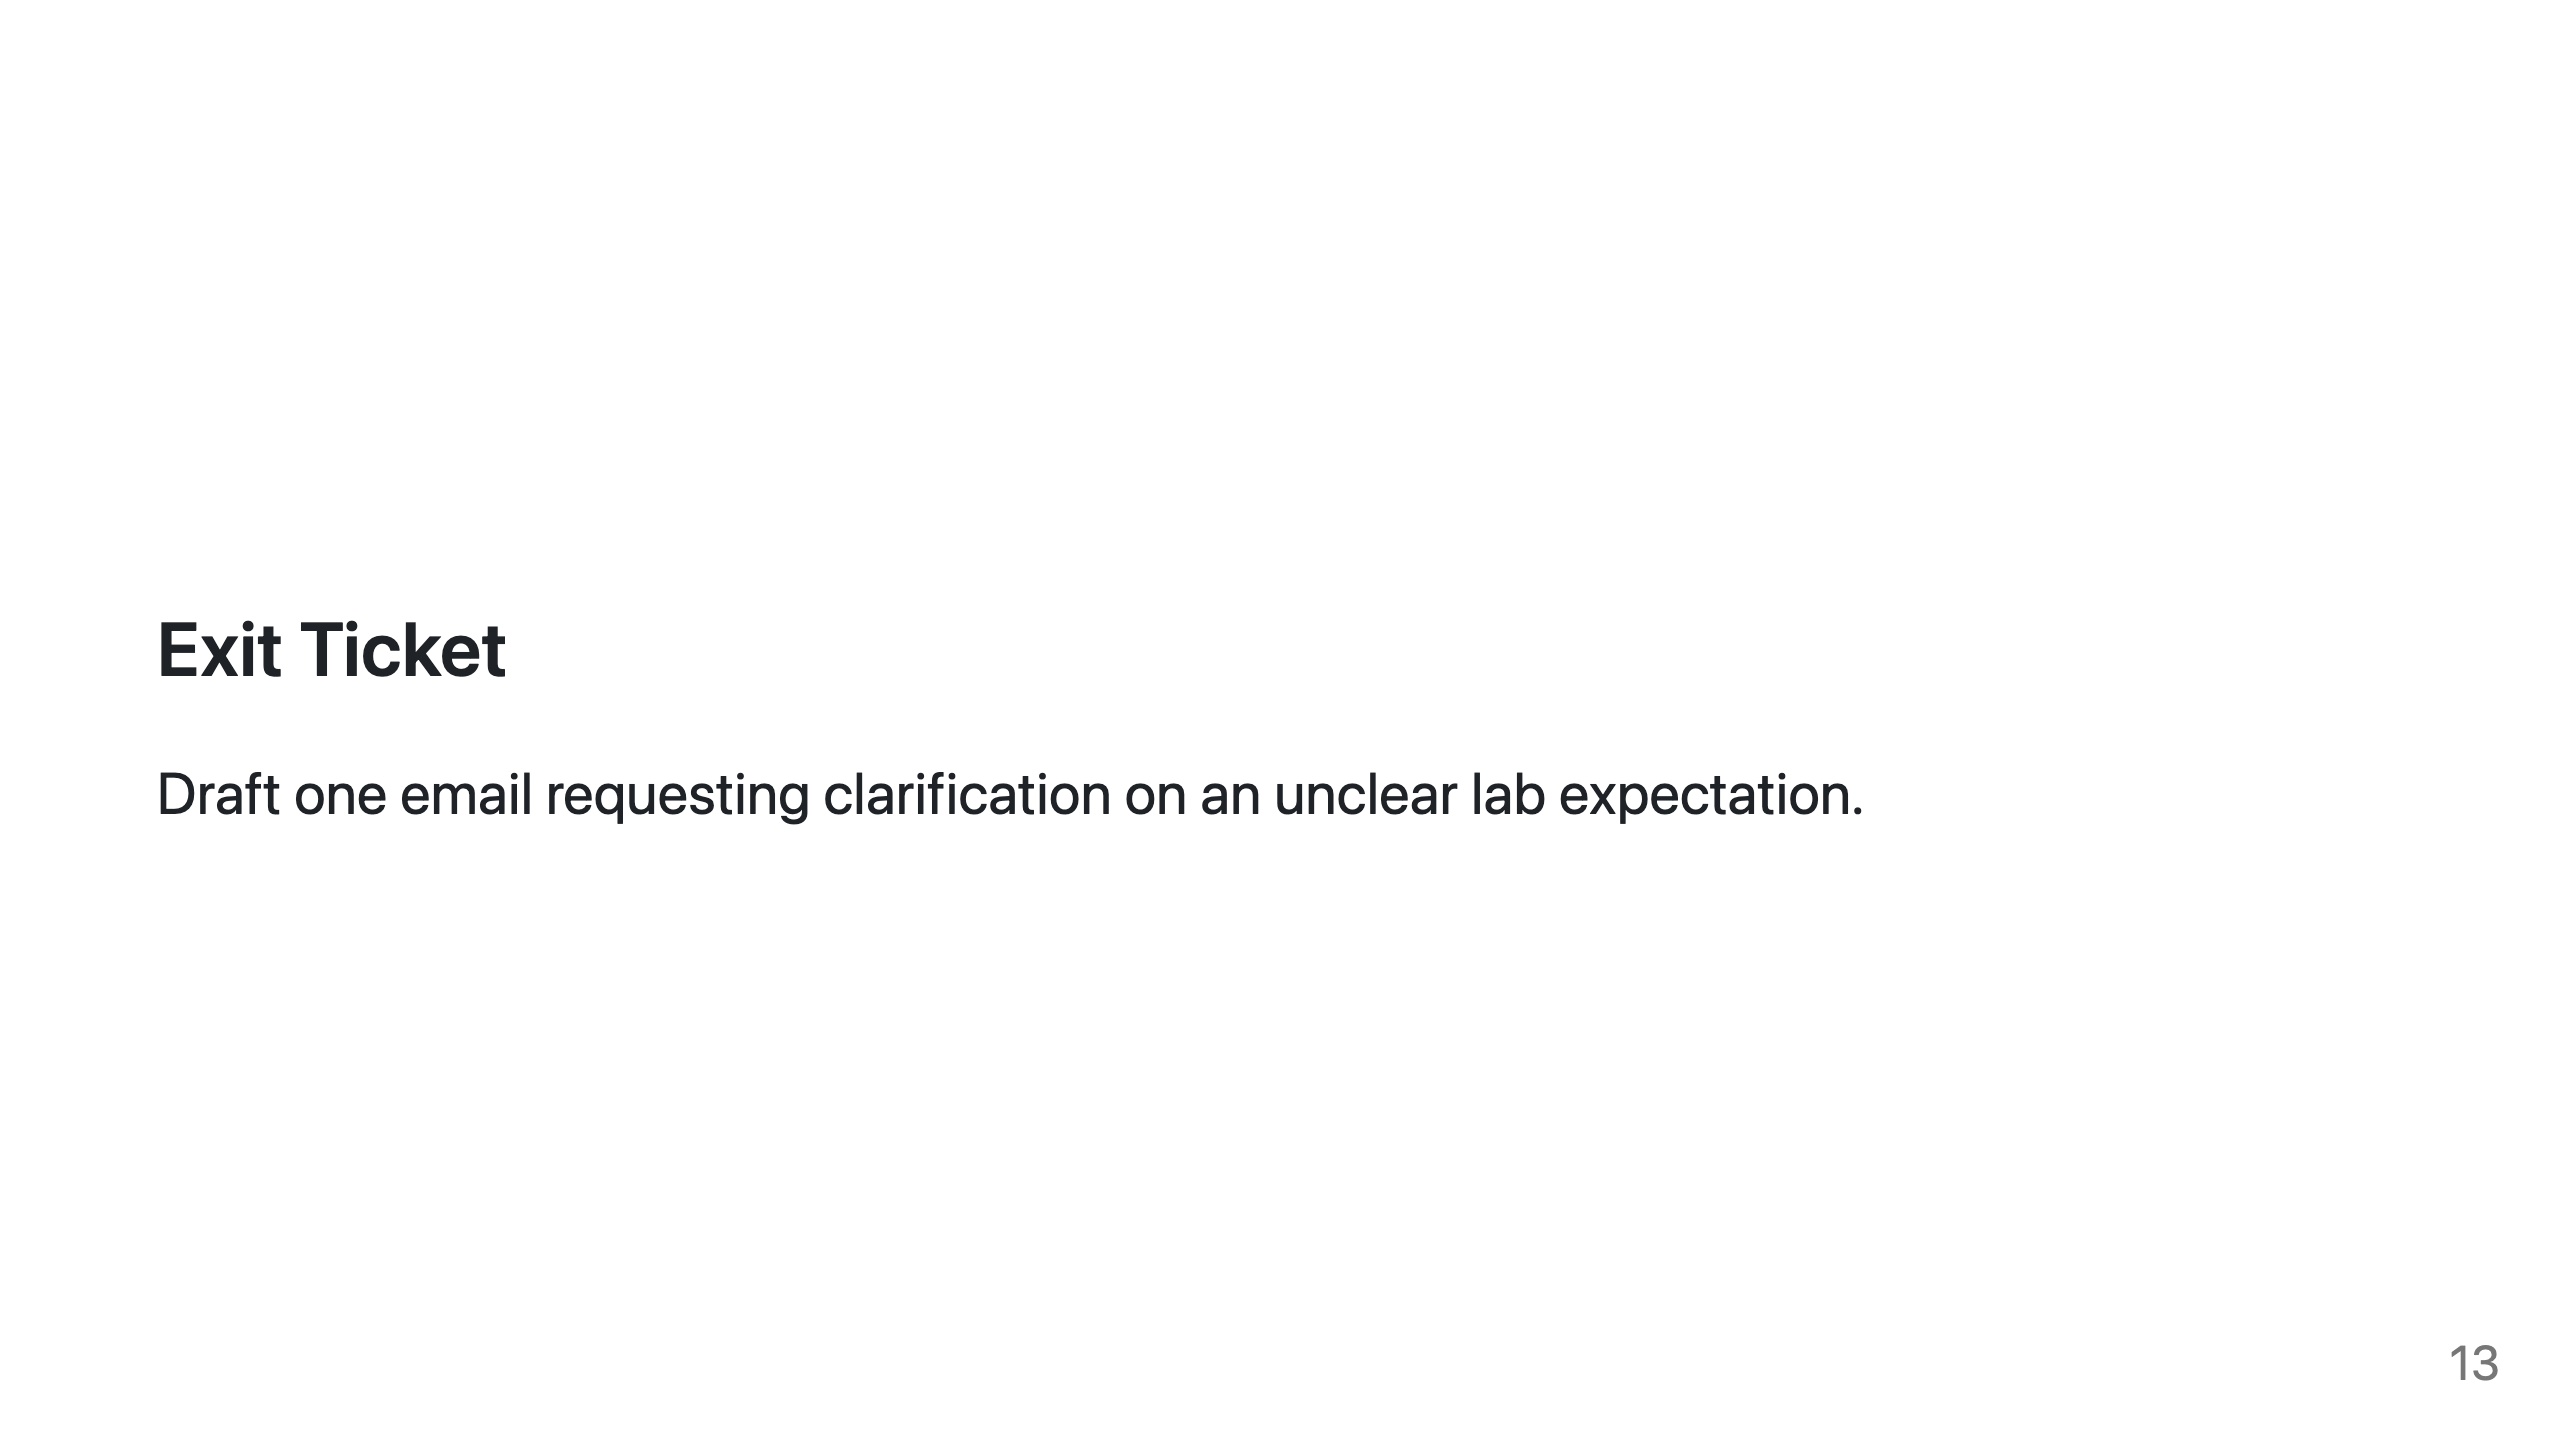 Exit Ticket
Draft one email requesting clarification on an unclear lab expectation.
13